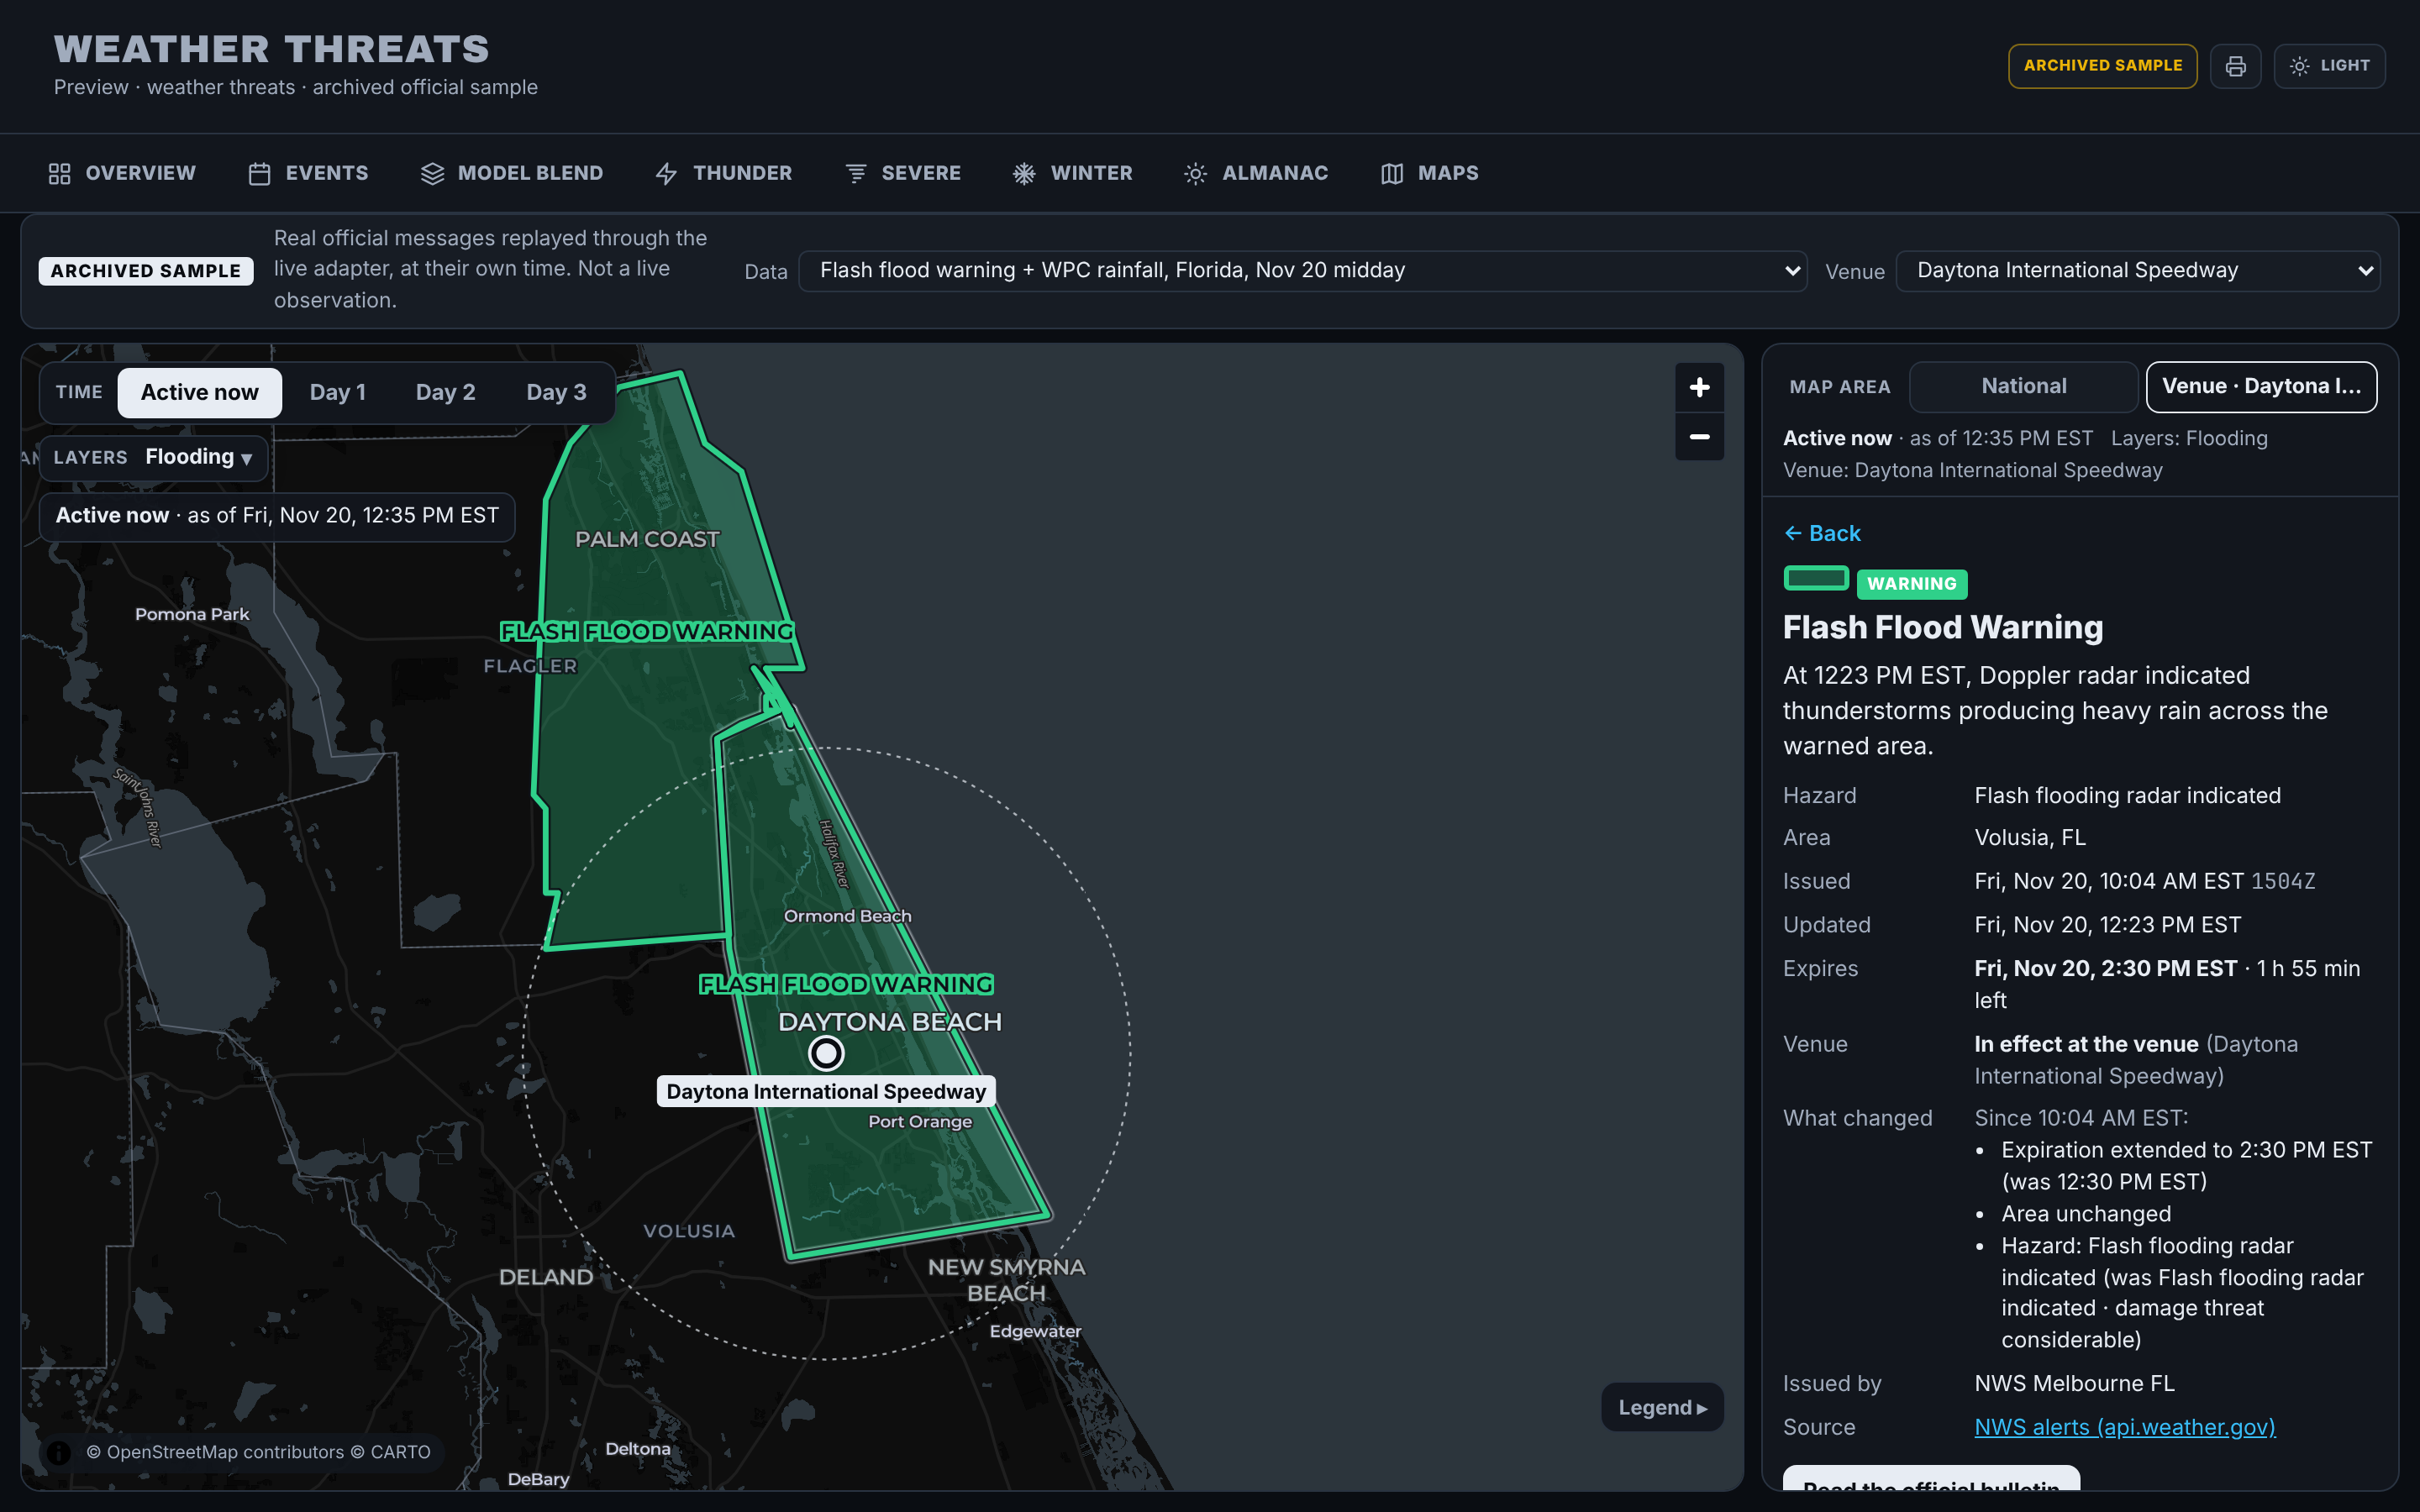 WEATHER THREATS
Preview · weather threats · archived official sample
ARCHIVED SAMPLE
LIGHT
OVERVIEW
EVENTS
MODEL BLEND
THUNDER
SEVERE
WINTER
ALMANAC
MAPS
ARCHIVED SAMPLE
Real official messages replayed through the
live adapter, at their own time. Not a live
observation.
Data
Flash flood warning + WPC rainfall, Florida, Nov 20 midday
Venue
Daytona International Speedway
TIME
Active now
Day 1
Day 2
Day 3
LAYERS Flooding ▾
Active now · as of Fri, Nov 20, 12:35 PM EST
+
−
PALM COAST
Pomona Park
FLASH FLOOD WARNING
FLAGLER
Saint Johns River
Halifax River
Ormond Beach
FLASH FLOOD WARNING
DAYTONA BEACH
Daytona International Speedway
Port Orange
VOLUSIA
DELAND
NEW SMYRNA
BEACH
Edgewater
Deltona
DeBary
Legend ▸
© OpenStreetMap contributors © CARTO
MAP AREA
National
Venue · Daytona I...
Active now · as of 12:35 PM EST Layers: Flooding
Venue: Daytona International Speedway
← Back
WARNING
Flash Flood Warning
At 1223 PM EST, Doppler radar indicated
thunderstorms producing heavy rain across the
warned area.
Hazard
Flash flooding radar indicated
Area
Volusia, FL
Issued
Fri, Nov 20, 10:04 AM EST 1504Z
Updated
Fri, Nov 20, 12:23 PM EST
Expires
Fri, Nov 20, 2:30 PM EST · 1 h 55 min
left
Venue
In effect at the venue (Daytona
International Speedway)
What changed
Since 10:04 AM EST:
• Expiration extended to 2:30 PM EST
(was 12:30 PM EST)
• Area unchanged
• Hazard: Flash flooding radar
indicated (was Flash flooding radar
indicated · damage threat
considerable)
Issued by
NWS Melbourne FL
Source
NWS alerts (api.weather.gov)
Read the official bulletin